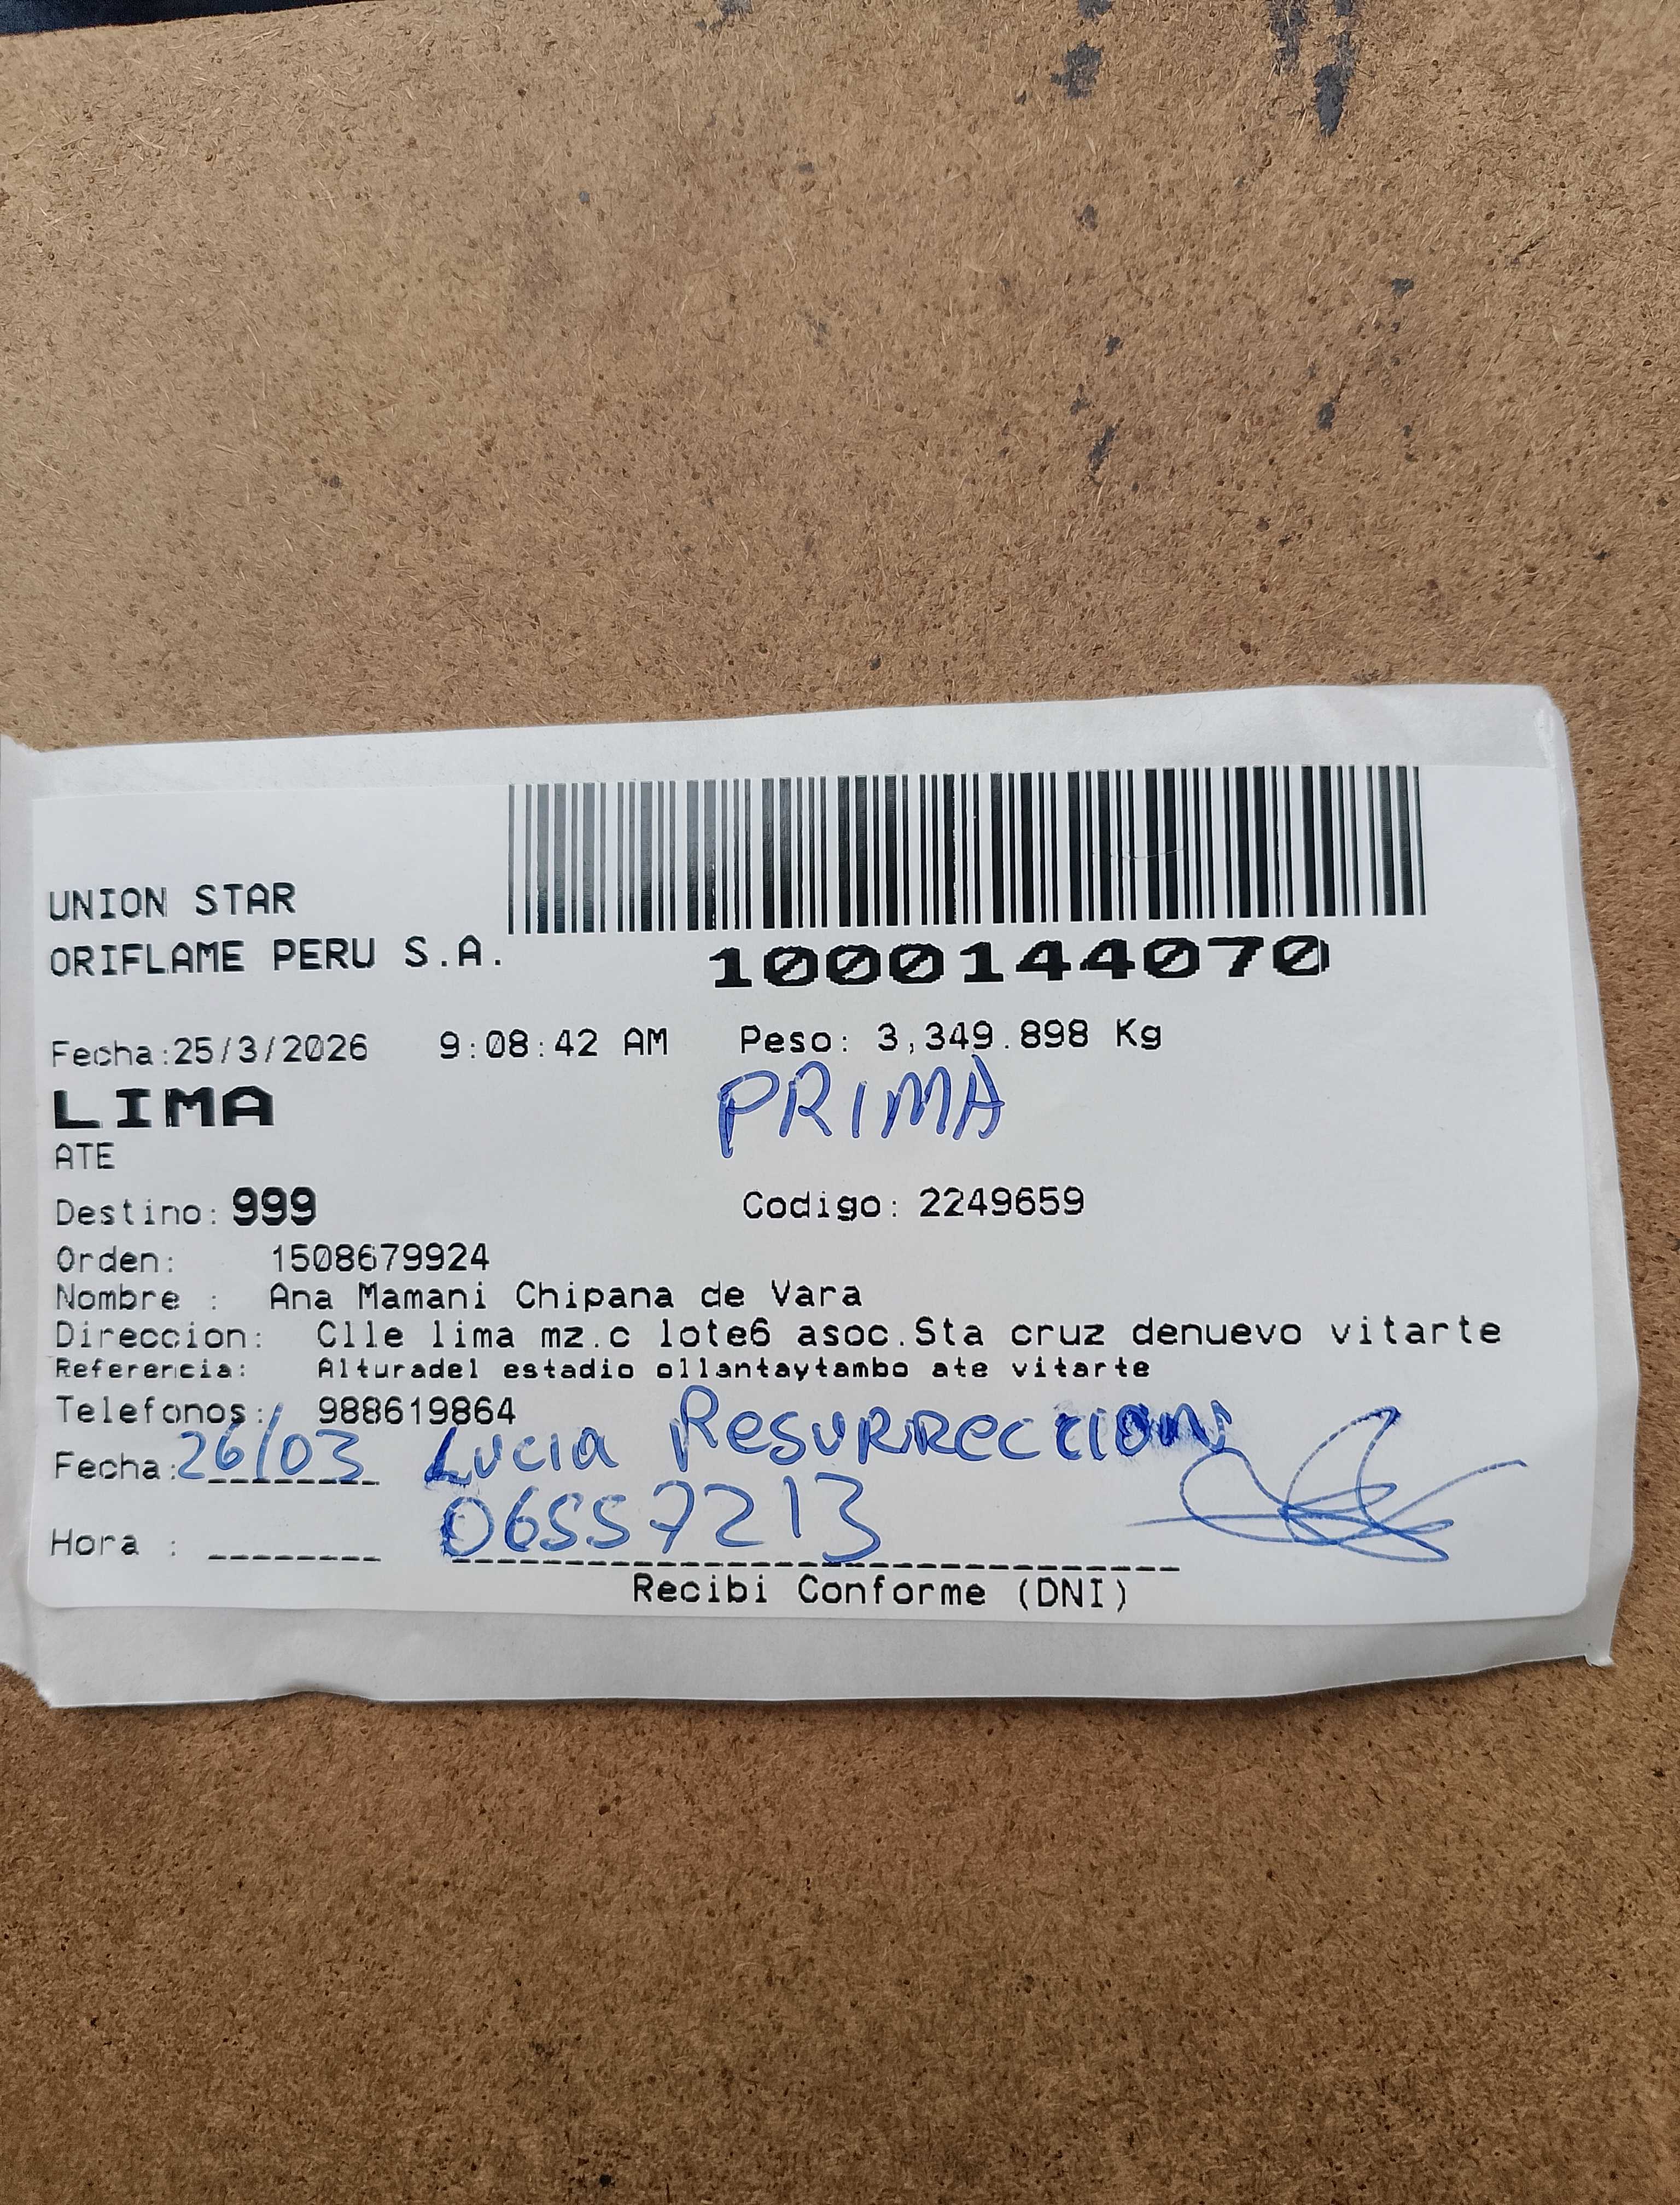 UNION STAR
ORIFLAME PERU S.A.
1000144070
Fecha:25/3/2026 9:08:42 AM Peso: 3,349.898 Kg
LIMA
PRIMA
ATE
Destino: 999 Codigo: 2249659
Orden: 1508679924
Nombre : Ana Mamani Chipana de Vara
Direccion: Clle lima mz.c lote6 asoc.Sta cruz denuevo vitarte
Referencia: Alturadel estadio ollantaytambo ate vitarte
Telefonos: 988619864
Fecha: 26/03 Lucia Resurreccion
Hora : 06557213
Recibi Conforme (DNI)